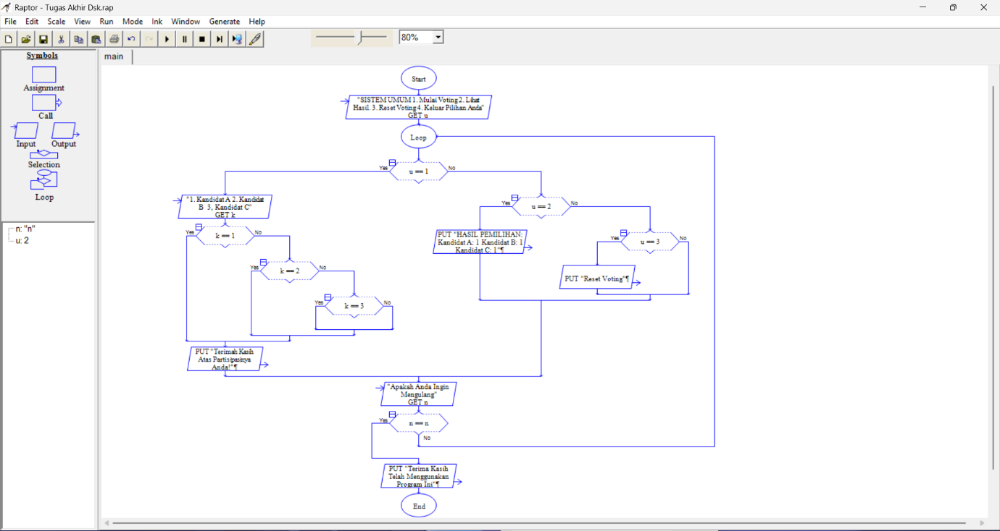 Raptor - Tugas Akhir Dsk.rap
File Edit Scale View Run Mode Ink Window Generate Help
80%
Symbols
main
Assignment
Call
Input Output
Selection
Loop
n: "n"
u: 2
Start
"SISTEM UMUM 1. Mulai Voting 2. Lihat
Hasil. 3. Reset Voting 4. Keluar Pilihan Anda"
GET u
Loop
Yes u == 1 No
"1. Kandidat A 2. Kandidat
B 3, Kandidat C"
GET k
Yes k == 1 No
Yes k == 2 No
Yes k == 3 No
PUT "Terimah Kasih
Atas Partisipasinya
Anda!"¶
Yes u == 2 No
PUT "HASIL PEMILIHAN:
Kandidat A: 1 Kandidat B: 1
Kandidat C: 1"¶
Yes u == 3 No
PUT "Reset Voting"¶
"Apakah Anda Ingin
Mengulang"
GET n
Yes n == n
No
PUT "Terima Kasih
Telah Menggunakan
Program Ini"¶
End